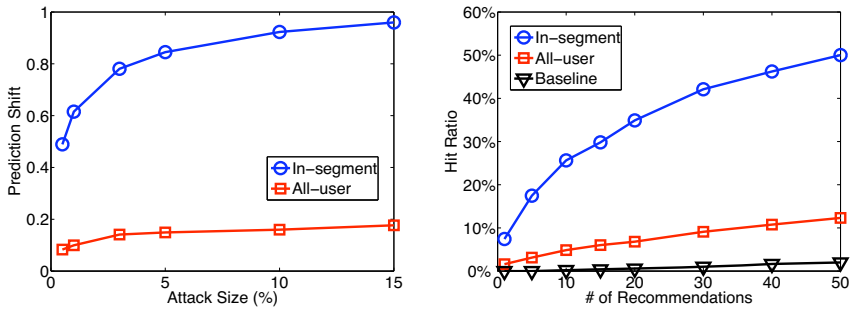 Prediction Shift
1
0.8
0.6
0.4
0.2
0
0
5
10
15
Attack Size (%)
In-segment
All-user
Hit Ratio
60%
50%
40%
30%
20%
10%
0%
0
10
20
30
40
50
# of Recommendations
In-segment
All-user
Baseline